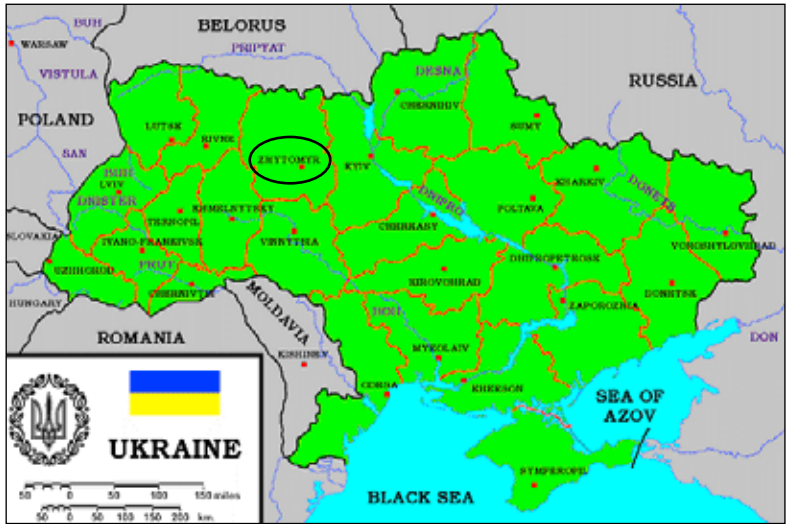 BELORUS
BUH
WARSAW
PRIPYAT
VISTULA
DESNA
RUSSIA
CHERNIHIV
POLAND
LUTSK
SUMY
RIVNE
SAN
ZHYTOMYR
KYIV
KHARKIV
BUH
LVIV
DNISTER
DNIPRO
DONETS
POLTAVA
TERNOPIL
KHMELNYTSKY
CHERKASY
SLOVAKIA
IVANO-FRANKIVSK
VINNYTSIA
VOROSHYLOVHRAD
UZHHOROD
DNIPROPETROSK
KIROVOHRAD
CHERNIVTSI
DONETSK
HUNGARY
MOLDAVIA
ZAPOROZHIA
ROMANIA
DON
KISHINEV
MYKOLAIV
ODESA
KHERSON
SEA OF
AZOV
UKRAINE
SYMFEROPIL
BLACK SEA
50 0 50 100 150 miles
50 0 50 100 150 200 km